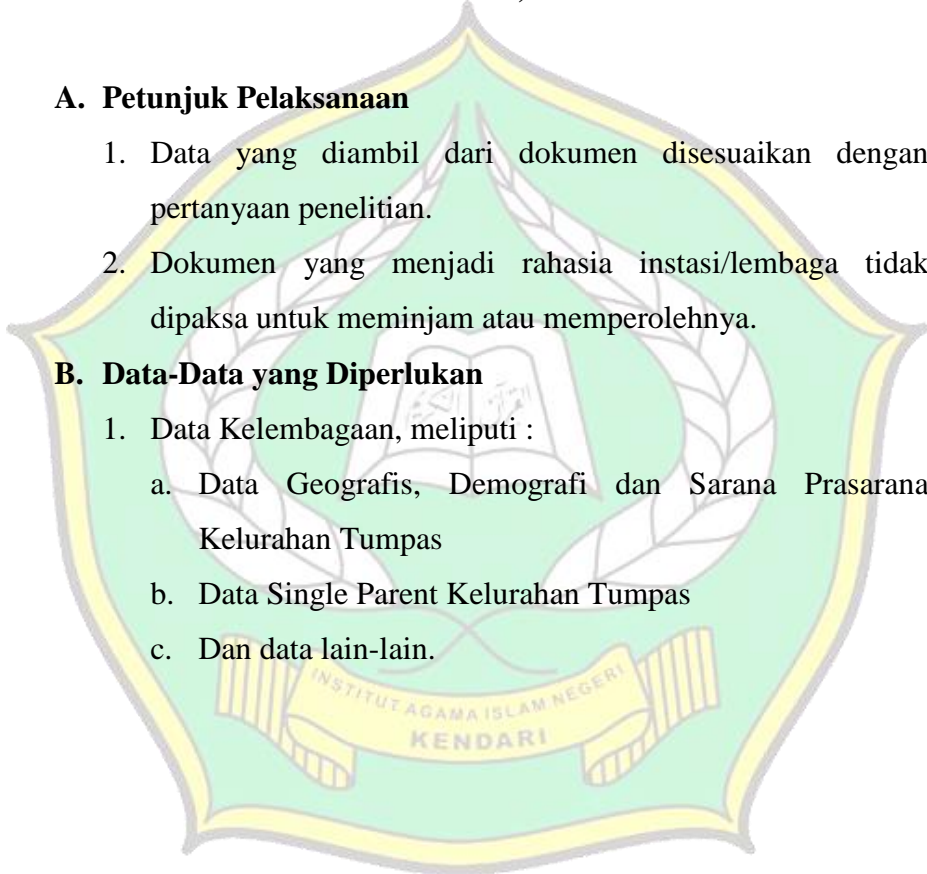 A. Petunjuk Pelaksanaan
1. Data yang diambil dari dokumen disesuaikan dengan
pertanyaan penelitian.
2. Dokumen yang menjadi rahasia instasi/lembaga tidak
dipaksa untuk meminjam atau memperolehnya.
B. Data-Data yang Diperlukan
1. Data Kelembagaan, meliputi :
a. Data Geografis, Demografi dan Sarana Prasarana
Kelurahan Tumpas
b. Data Single Parent Kelurahan Tumpas
c. Dan data lain-lain.
INSTITUT AGAMA ISLAM NEGERI
KENDARI